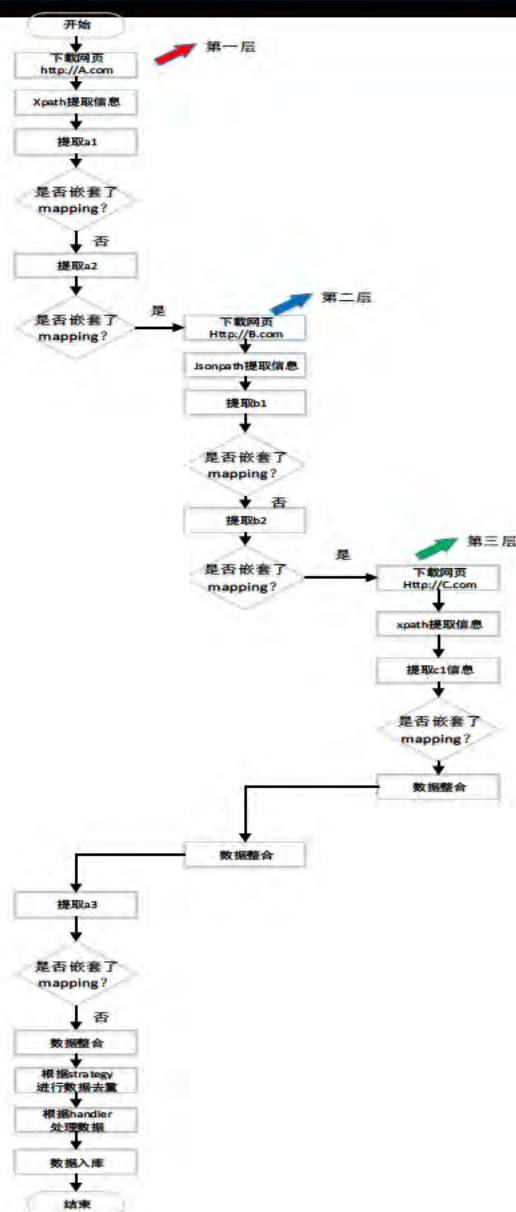 开始
下载网页
http://A.com
第一层
Xpath提取信息
提取a1
是否嵌套了
mapping?
否
提取a2
是否嵌套了
mapping?
是
第二层
下载网页
Http://B.com
Jsonpath提取信息
提取b1
是否嵌套了
mapping?
否
提取b2
是否嵌套了
mapping?
是
第三层
下载网页
Http://C.com
xpath提取信息
提取c1信息
是否嵌套了
mapping?
数据整合
数据整合
提取a3
是否嵌套了
mapping?
否
数据整合
根据strategy
进行数据去重
根据handler
处理数据
数据入库
结束